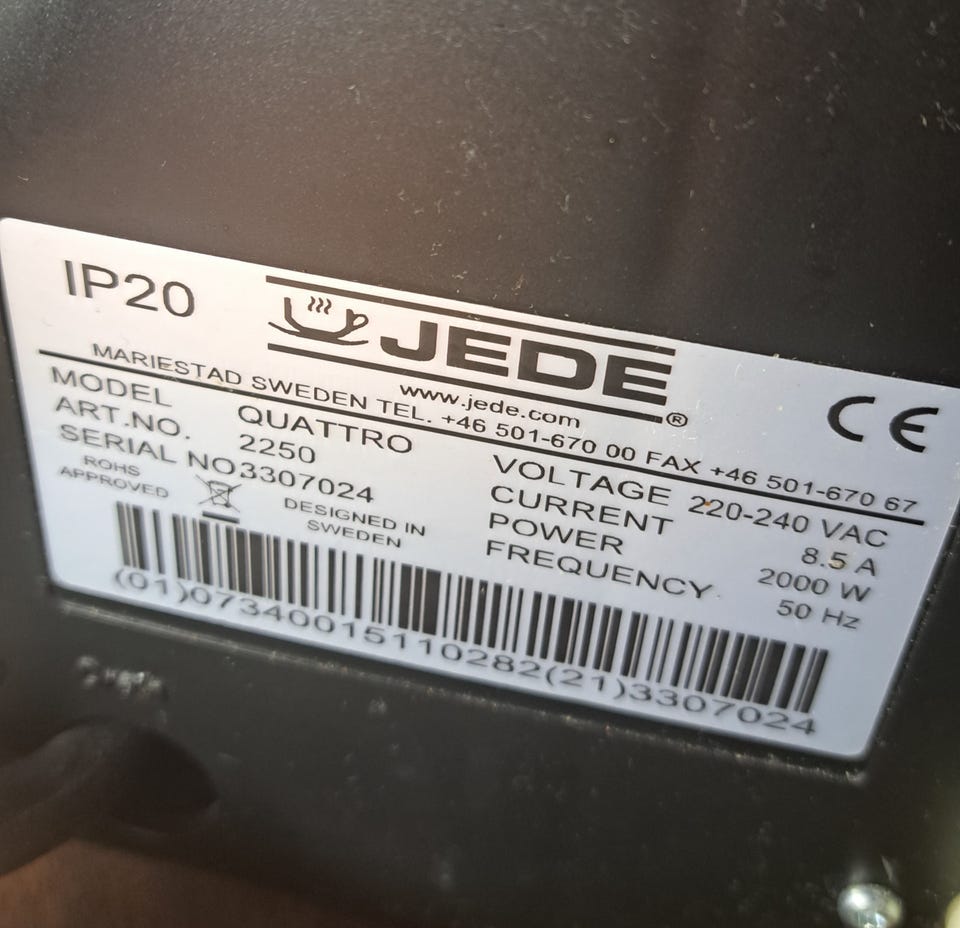 IP20
JEDE®
www.jede.com
MARIESTAD SWEDEN TEL. +46 501-670 00 FAX +46 501-670 67
MODEL QUATTRO
ART.NO. 2250
SERIAL NO. 3307024
VOLTAGE 220-240 VAC
CURRENT 8.5 A
POWER 2000 W
FREQUENCY 50 Hz
ROHS
APPROVED
DESIGNED IN
SWEDEN
CE
(01)07340015110282(21)3307024